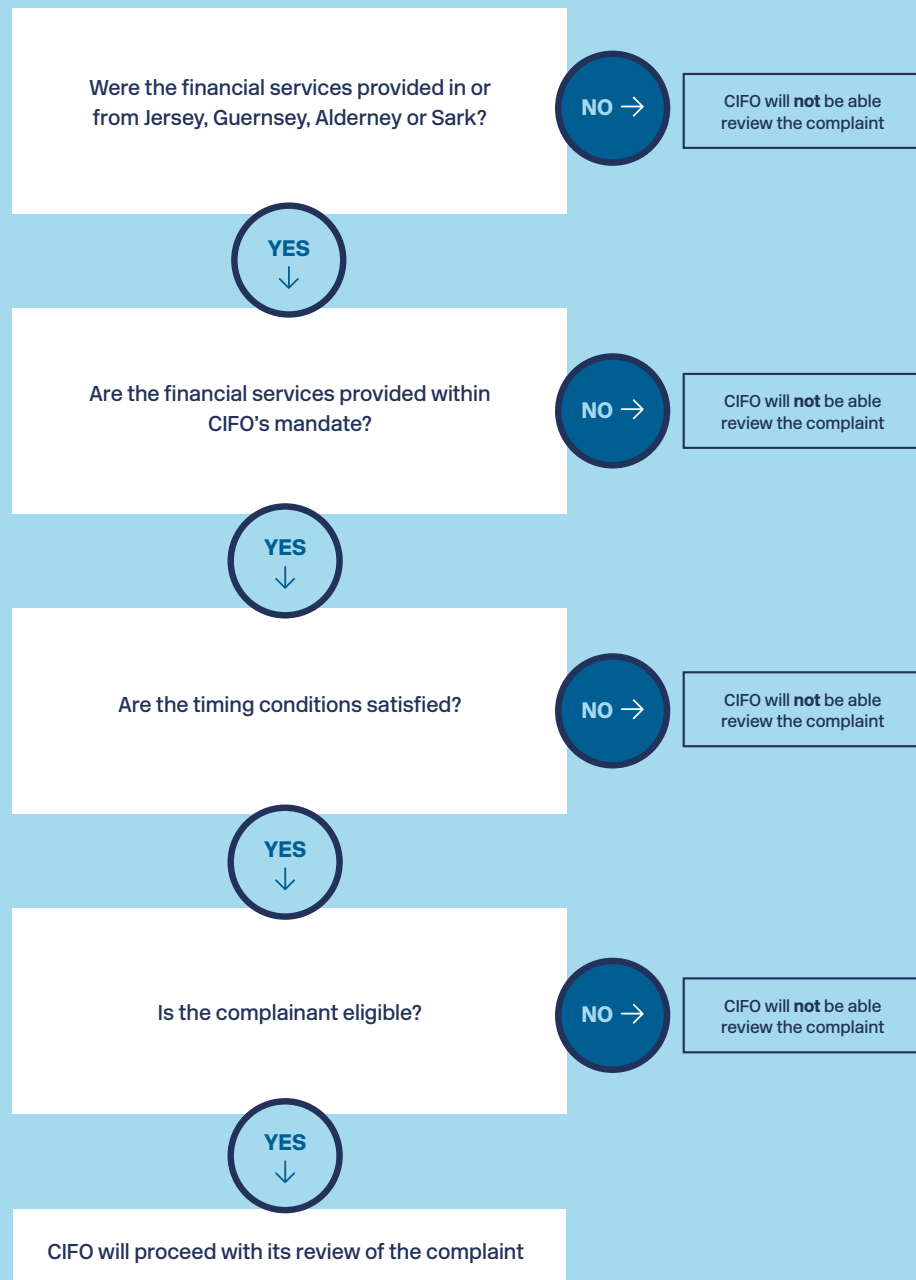 Were the financial services provided in or
from Jersey, Guernsey, Alderney or Sark?
NO →
CIFO will not be able
review the complaint
YES
↓
Are the financial services provided within
CIFO's mandate?
NO →
CIFO will not be able
review the complaint
YES
↓
Are the timing conditions satisfied?
NO →
CIFO will not be able
review the complaint
YES
↓
Is the complainant eligible?
NO →
CIFO will not be able
review the complaint
YES
↓
CIFO will proceed with its review of the complaint